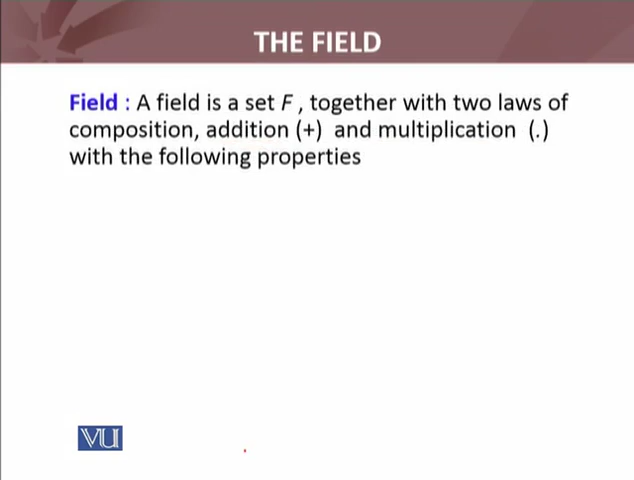 THE FIELD
Field : A field is a set F , together with two laws of
composition, addition (+) and multiplication (.)
with the following properties
VU